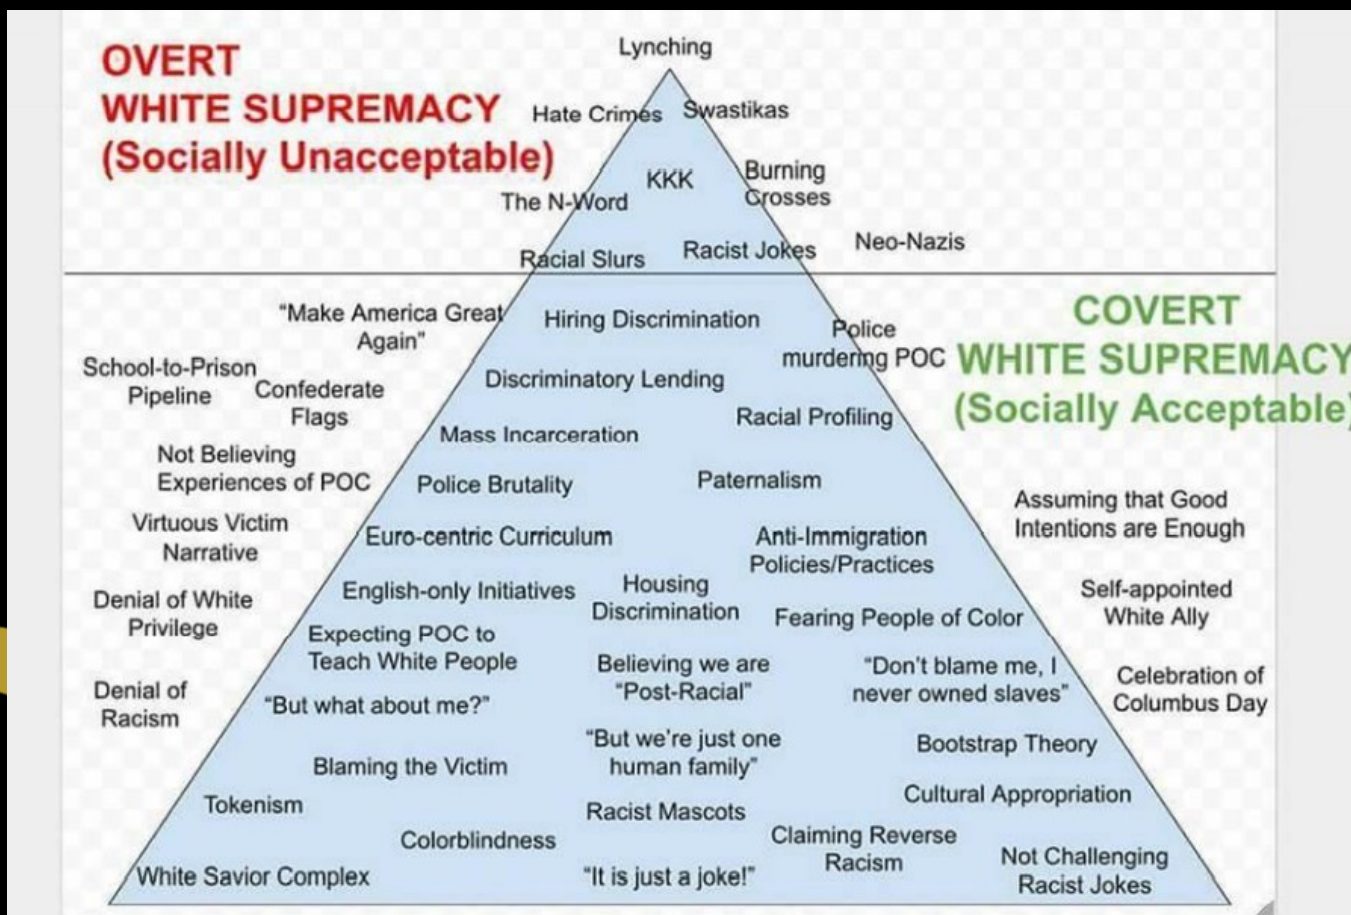 Lynching
OVERT
WHITE SUPREMACY
(Socially Unacceptable)
Hate Crimes
Swastikas
KKK
Burning
Crosses
The N-Word
Racial Slurs
Racist Jokes
Neo-Nazis
COVERT
WHITE SUPREMACY
(Socially Acceptable)
"Make America Great
Again"
Hiring Discrimination
Police
murdering POC
School-to-Prison
Pipeline
Confederate
Flags
Discriminatory Lending
Racial Profiling
Mass Incarceration
Not Believing
Experiences of POC
Police Brutality
Paternalism
Assuming that Good
Intentions are Enough
Virtuous Victim
Narrative
Euro-centric Curriculum
Anti-Immigration
Policies/Practices
Denial of White
Privilege
English-only Initiatives
Housing
Discrimination
Fearing People of Color
Self-appointed
White Ally
Expecting POC to
Teach White People
Believing we are
"Post-Racial"
"Don't blame me, I
never owned slaves"
Celebration of
Columbus Day
Denial of
Racism
"But what about me?"
"But we're just one
human family"
Bootstrap Theory
Blaming the Victim
Cultural Appropriation
Tokenism
Racist Mascots
Colorblindness
Claiming Reverse
Racism
Not Challenging
Racist Jokes
White Savior Complex
"It is just a joke!"